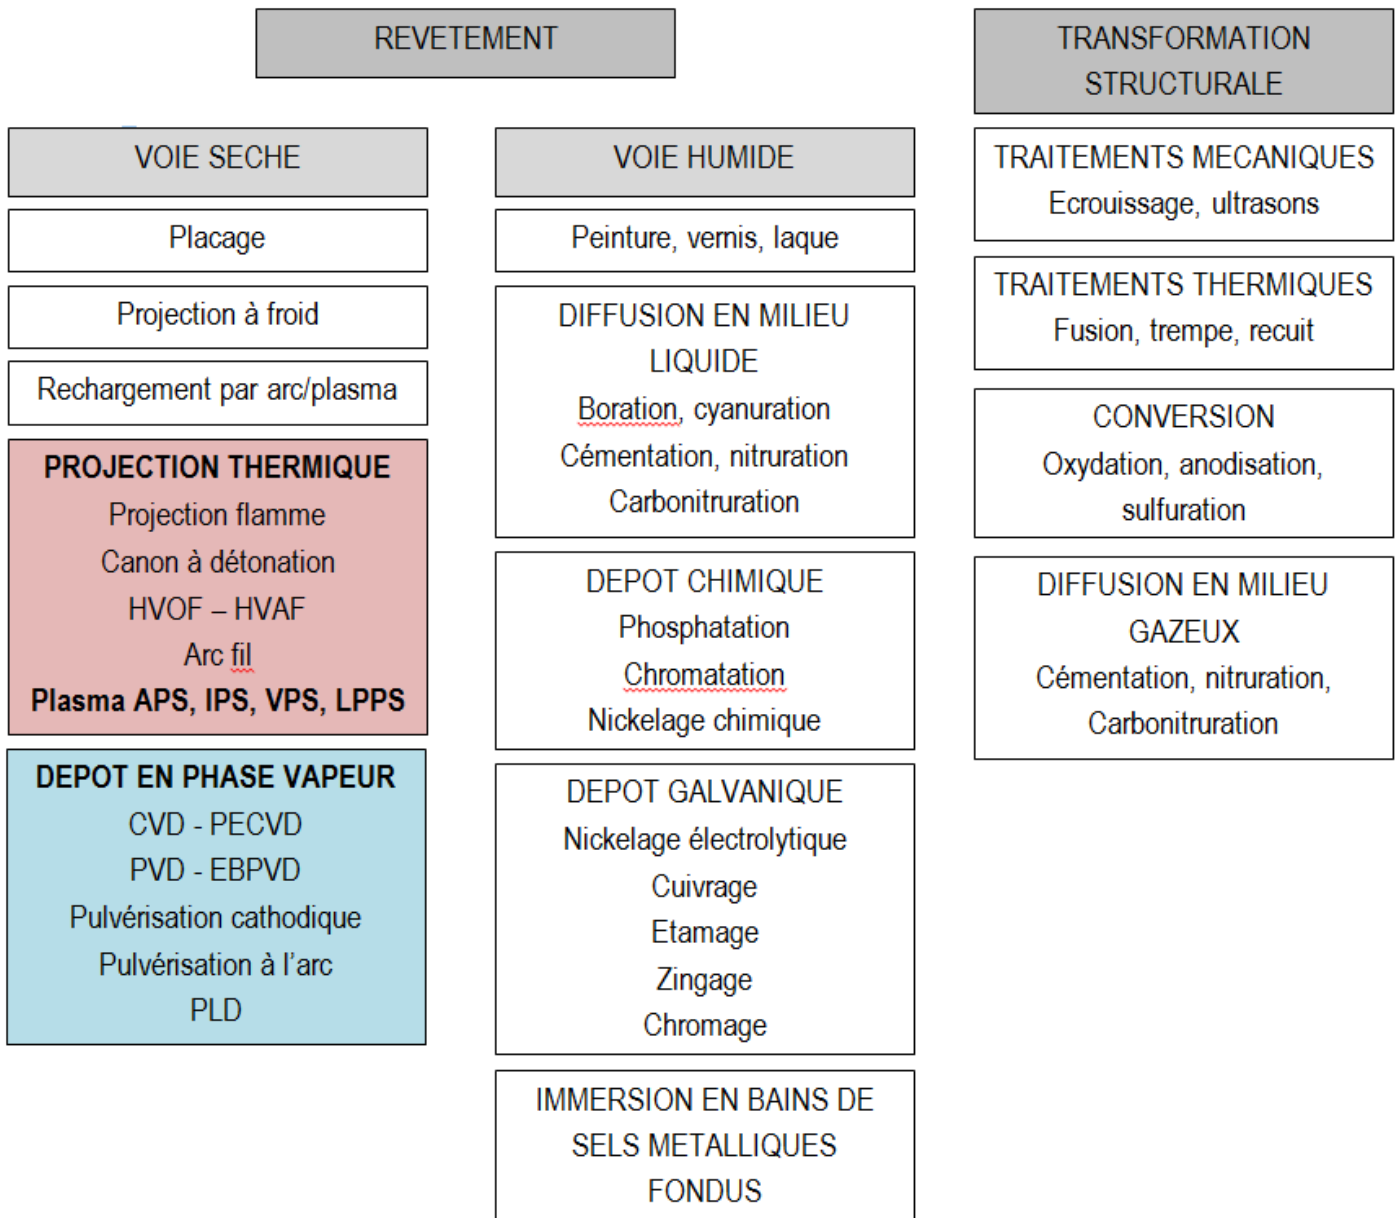 REVETEMENT
VOIE SECHE
Placage
Projection à froid
Rechargement par arc/plasma
PROJECTION THERMIQUE
Projection flamme
Canon à détonation
HVOF – HVAF
Arc fil
Plasma APS, IPS, VPS, LPPS
DEPOT EN PHASE VAPEUR
CVD - PECVD
PVD - EBPVD
Pulvérisation cathodique
Pulvérisation à l’arc
PLD
VOIE HUMIDE
Peinture, vernis, laque
DIFFUSION EN MILIEU
LIQUIDE
Boration, cyanuration
Cémentation, nitruration
Carbonitruration
DEPOT CHIMIQUE
Phosphatation
Chromatation
Nickelage chimique
DEPOT GALVANIQUE
Nickelage électrolytique
Cuivrage
Etamage
Zingage
Chromage
IMMERSION EN BAINS DE
SELS METALLIQUES
FONDUS
TRANSFORMATION
STRUCTURALE
TRAITEMENTS MECANIQUES
Ecrouissage, ultrasons
TRAITEMENTS THERMIQUES
Fusion, trempe, recuit
CONVERSION
Oxydation, anodisation,
sulfuration
DIFFUSION EN MILIEU
GAZEUX
Cémentation, nitruration,
Carbonitruration